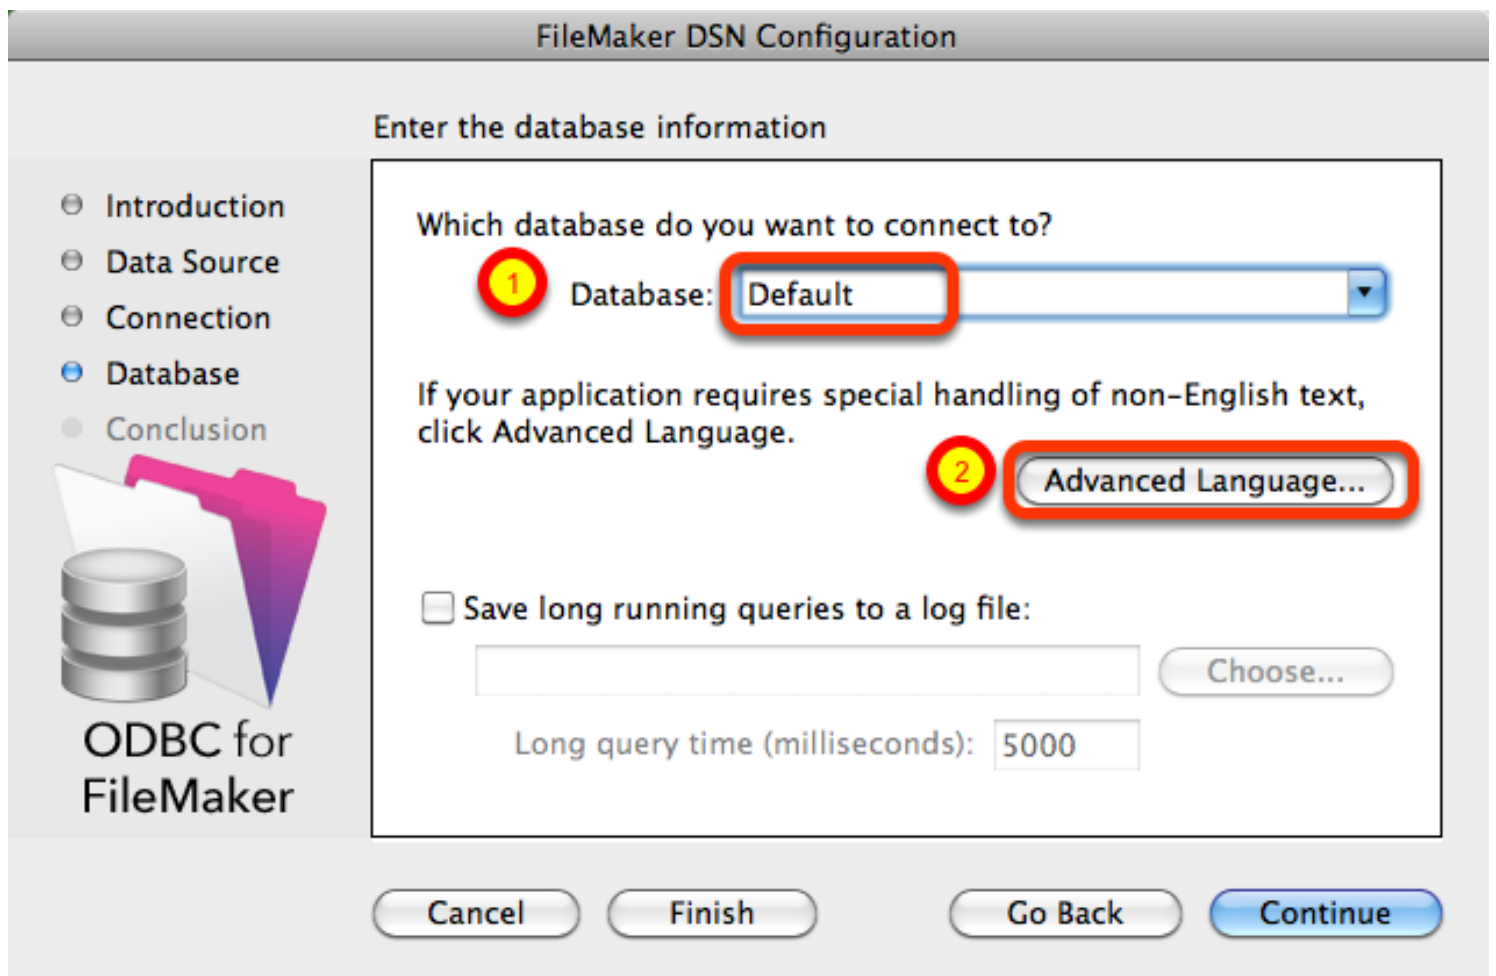 FileMaker DSN Configuration
Enter the database information
Introduction
Data Source
Connection
Database
Conclusion
ODBC for
FileMaker
Which database do you want to connect to?
1
Database: Default
If your application requires special handling of non-English text,
click Advanced Language.
2
Advanced Language...
Save long running queries to a log file:
Choose...
Long query time (milliseconds): 5000
Cancel Finish Go Back Continue